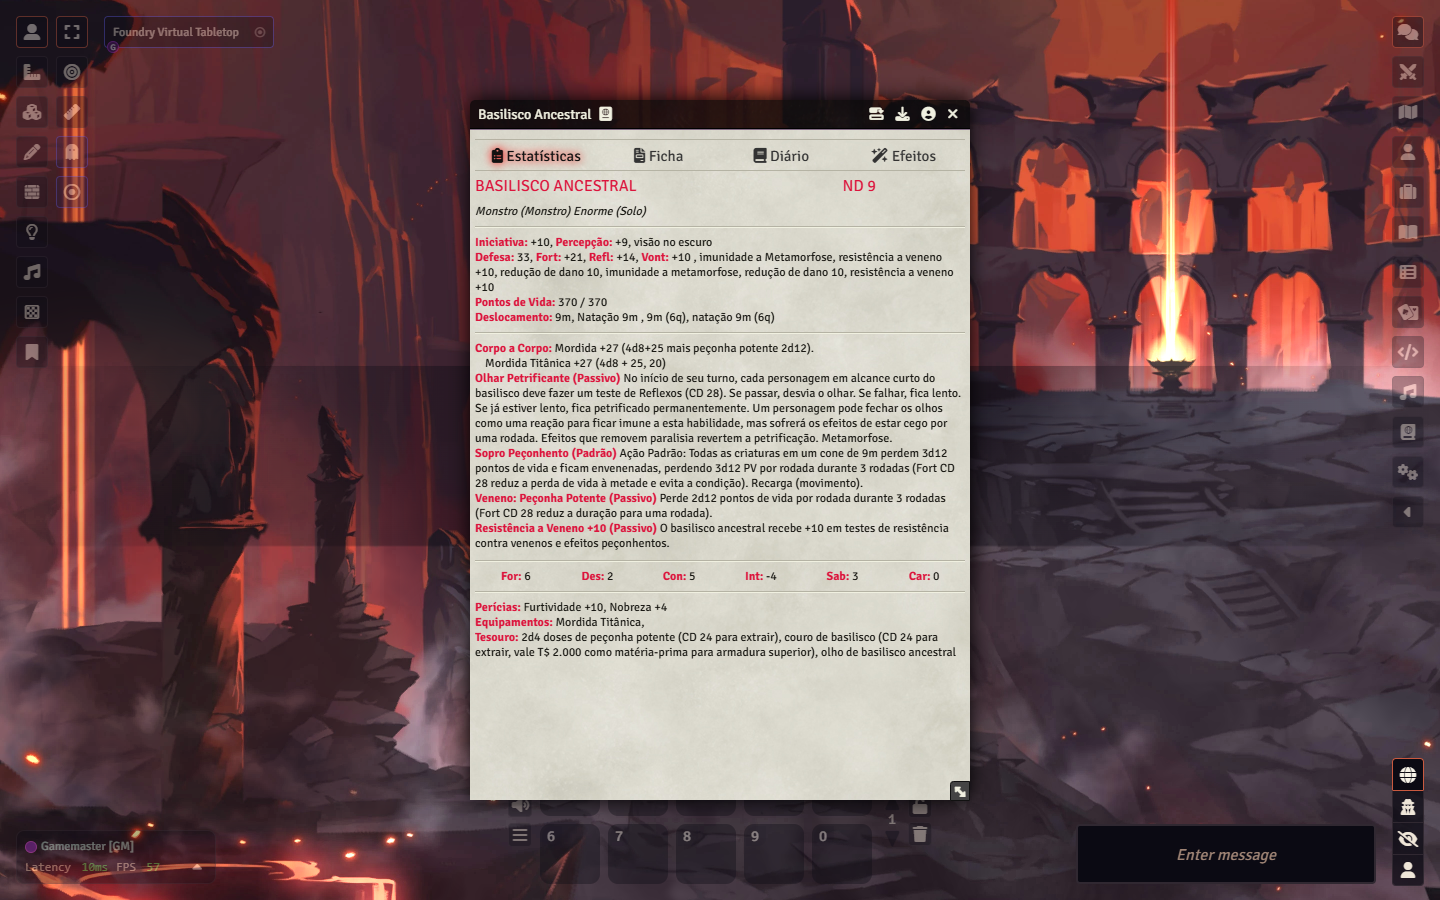 Foundry Virtual Tabletop
G
Basilisco Ancestral
Estatísticas
Ficha
Diário
Efeitos
BASILISCO ANCESTRAL
ND 9
Monstro (Monstro) Enorme (Solo)
Iniciativa: +10, Percepção: +9, visão no escuro
Defesa: 33, Fort: +21, Refl: +14, Vont: +10 , imunidade a Metamorfose, resistência a veneno
+10, redução de dano 10, imunidade a metamorfose, redução de dano 10, resistência a veneno
+10
Pontos de Vida: 370 / 370
Deslocamento: 9m, Natação 9m , 9m (6q), natação 9m (6q)
Corpo a Corpo: Mordida +27 (4d8+25 mais peçonha potente 2d12).
Mordida Titânica +27 (4d8 + 25, 20)
Olhar Petrificante (Passivo) No início de seu turno, cada personagem em alcance curto do
basilisco deve fazer um teste de Reflexos (CD 28). Se passar, desvia o olhar. Se falhar, fica lento.
Se já estiver lento, fica petrificado permanentemente. Um personagem pode fechar os olhos
como uma reação para ficar imune a esta habilidade, mas sofrerá os efeitos de estar cego por
uma rodada. Efeitos que removem paralisia revertem a petrificação. Metamorfose.
Sopro Peçonhento (Padrão) Ação Padrão: Todas as criaturas em um cone de 9m perdem 3d12
pontos de vida e ficam envenenadas, perdendo 3d12 PV por rodada durante 3 rodadas (Fort CD
28 reduz a perda de vida à metade e evita a condição). Recarga (movimento).
Veneno: Peçonha Potente (Passivo) Perde 2d12 pontos de vida por rodada durante 3 rodadas
(Fort CD 28 reduz a duração para uma rodada).
Resistência a Veneno +10 (Passivo) O basilisco ancestral recebe +10 em testes de resistência
contra venenos e efeitos peçonhentos.
For: 6
Des: 2
Con: 5
Int: -4
Sab: 3
Car: 0
Perícias: Furtividade +10, Nobreza +4
Equipamentos: Mordida Titânica,
Tesouro: 2d4 doses de peçonha potente (CD 24 para extrair), couro de basilisco (CD 24 para
extrair, vale T$ 2.000 como matéria-prima para armadura superior), olho de basilisco ancestral
6
7
8
9
0
1
Gamemaster [GM]
Latency 10ms FPS 57
Enter message